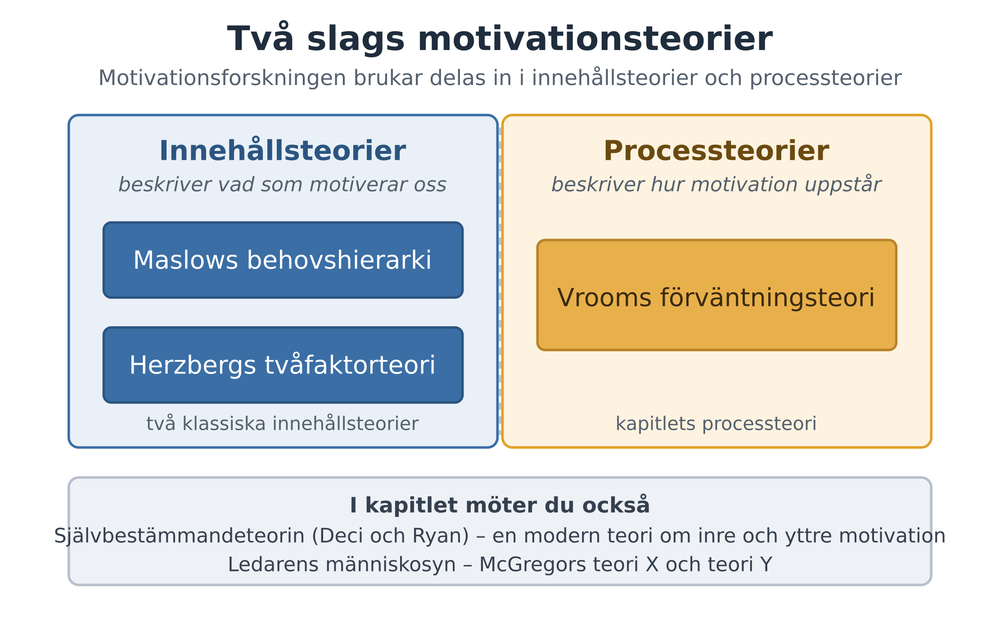 Två slags motivationsteorier
Motivationsforskningen brukar delas in i innehållsteorier och processteorier
Innehållsteorier
beskriver vad som motiverar oss
Maslows behovshierarki
Herzbergs tvåfaktorteori
två klassiska innehållsteorier
Processteorier
beskriver hur motivation uppstår
Vrooms förväntningsteori
kapitlets processteori
I kapitlet möter du också
Självbestämmandeteorin (Deci och Ryan) – en modern teori om inre och yttre motivation
Ledarens människosyn – McGregors teori X och teori Y